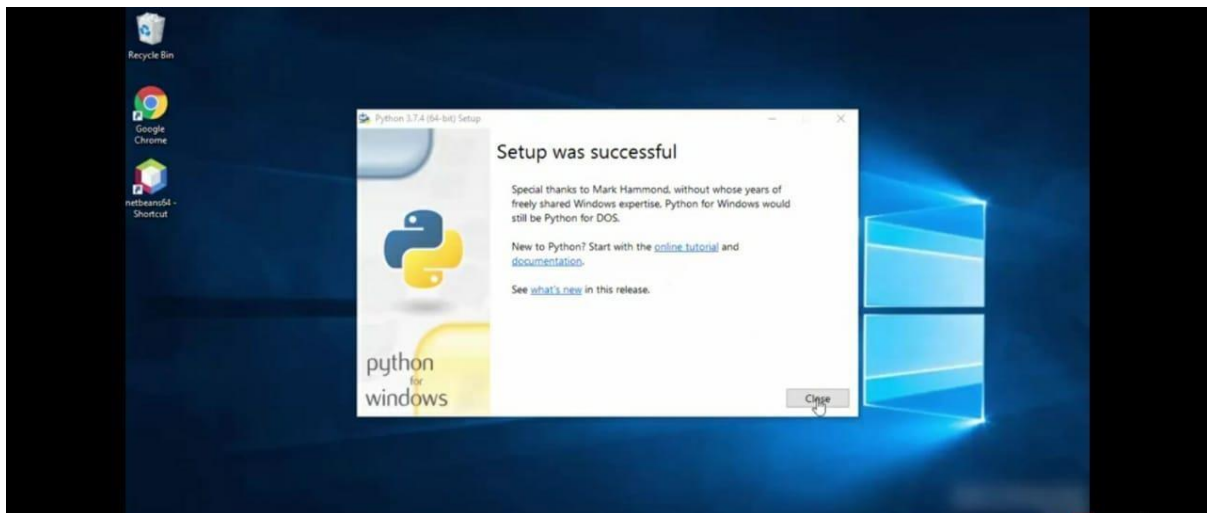 Recycle Bin
Google
Chrome
netbeans64 -
Shortcut
Python 3.7.4 (64-bit) Setup
Setup was successful
Special thanks to Mark Hammond, without whose years of
freely shared Windows expertise, Python for Windows would
still be Python for DOS.
New to Python? Start with the online tutorial and
documentation.
See what's new in this release.
python
for
windows
Close